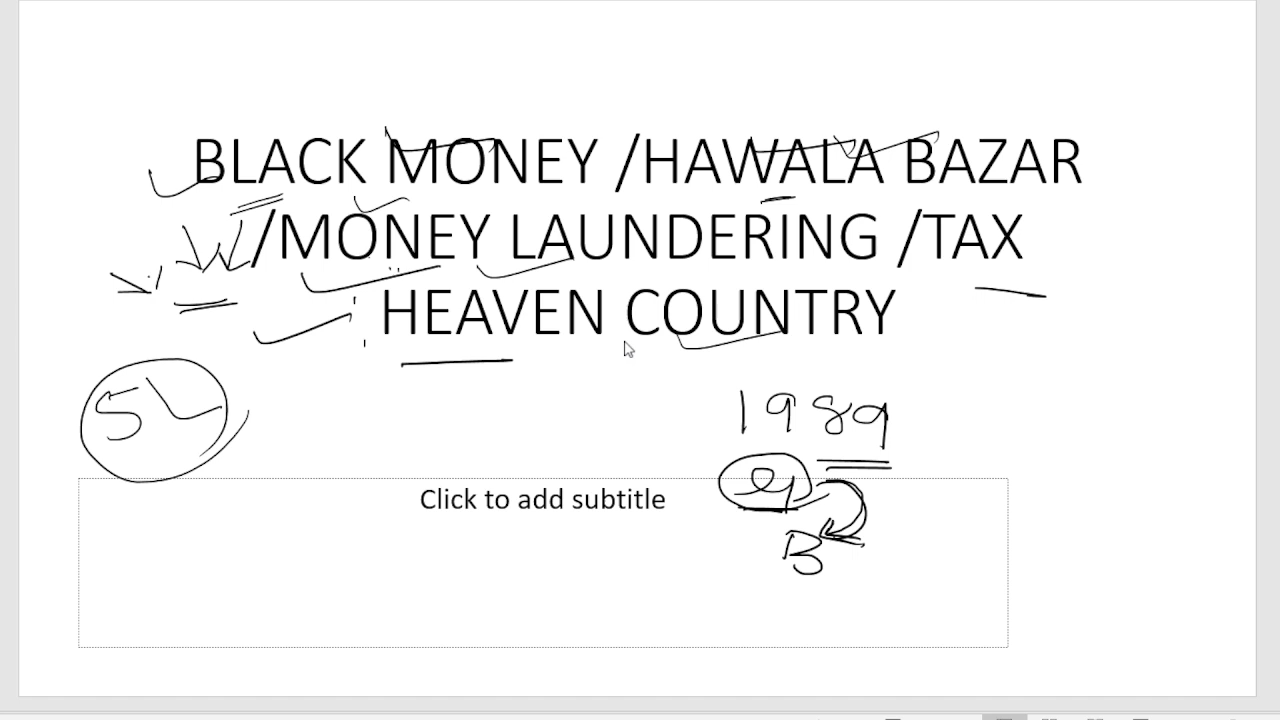 BLACK MONEY /HAWALA BAZAR
/MONEY LAUNDERING /TAX
HEAVEN COUNTRY
5L
1989
Click to add subtitle
B